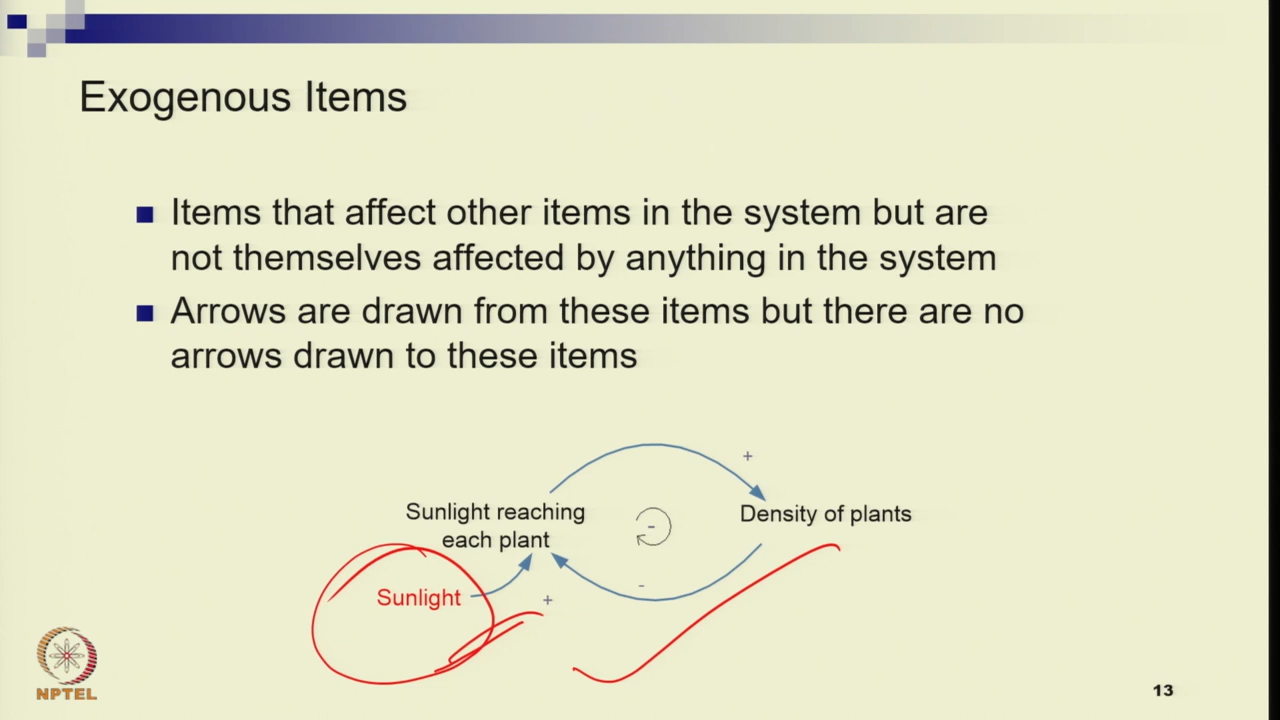 Exogenous Items
Items that affect other items in the system but are
not themselves affected by anything in the system
Arrows are drawn from these items but there are no
arrows drawn to these items
+
Sunlight reaching
each plant
-
Density of plants
-
Sunlight
+
NPTEL
13